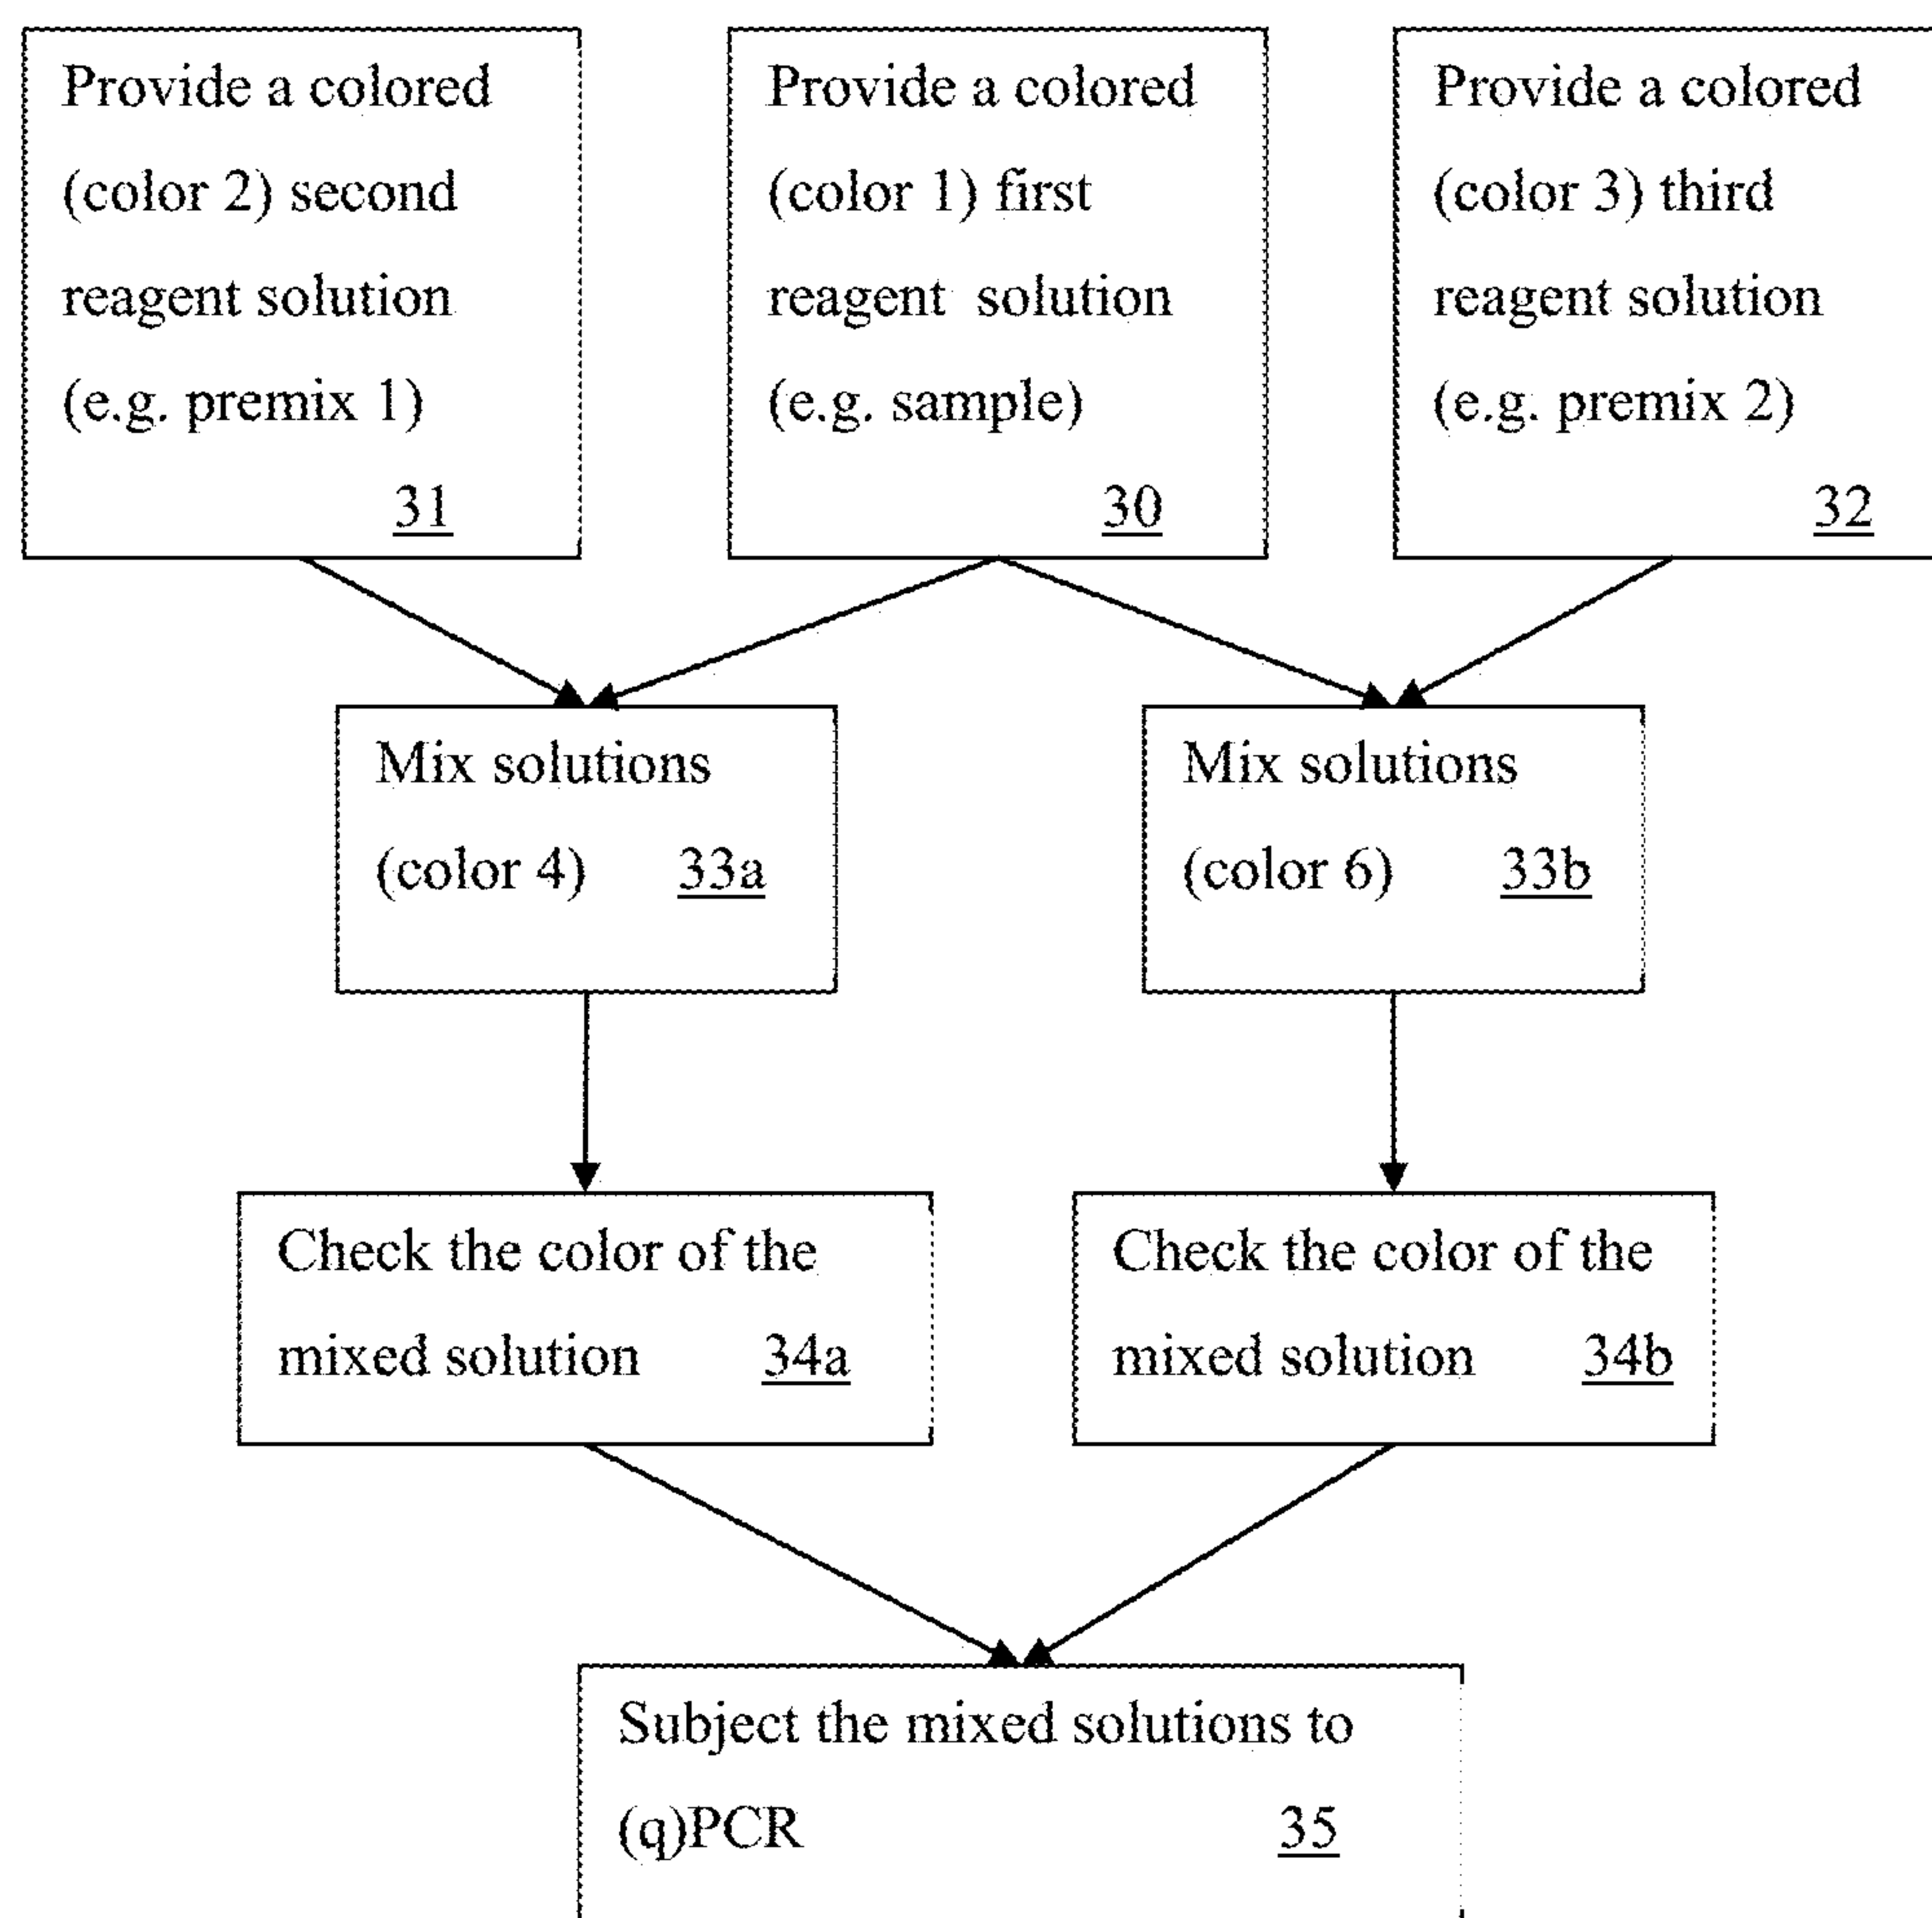 Provide a colored
(color 2) second
reagent solution
(e.g. premix 1)
31
Provide a colored
(color 1) first
reagent solution
(e.g. sample)
30
Provide a colored
(color 3) third
reagent solution
(e.g. premix 2)
32
Mix solutions
(color 4) 33a
Mix solutions
(color 6) 33b
Check the color of the
mixed solution 34a
Check the color of the
mixed solution 34b
Subject the mixed solutions to
(q)PCR 35